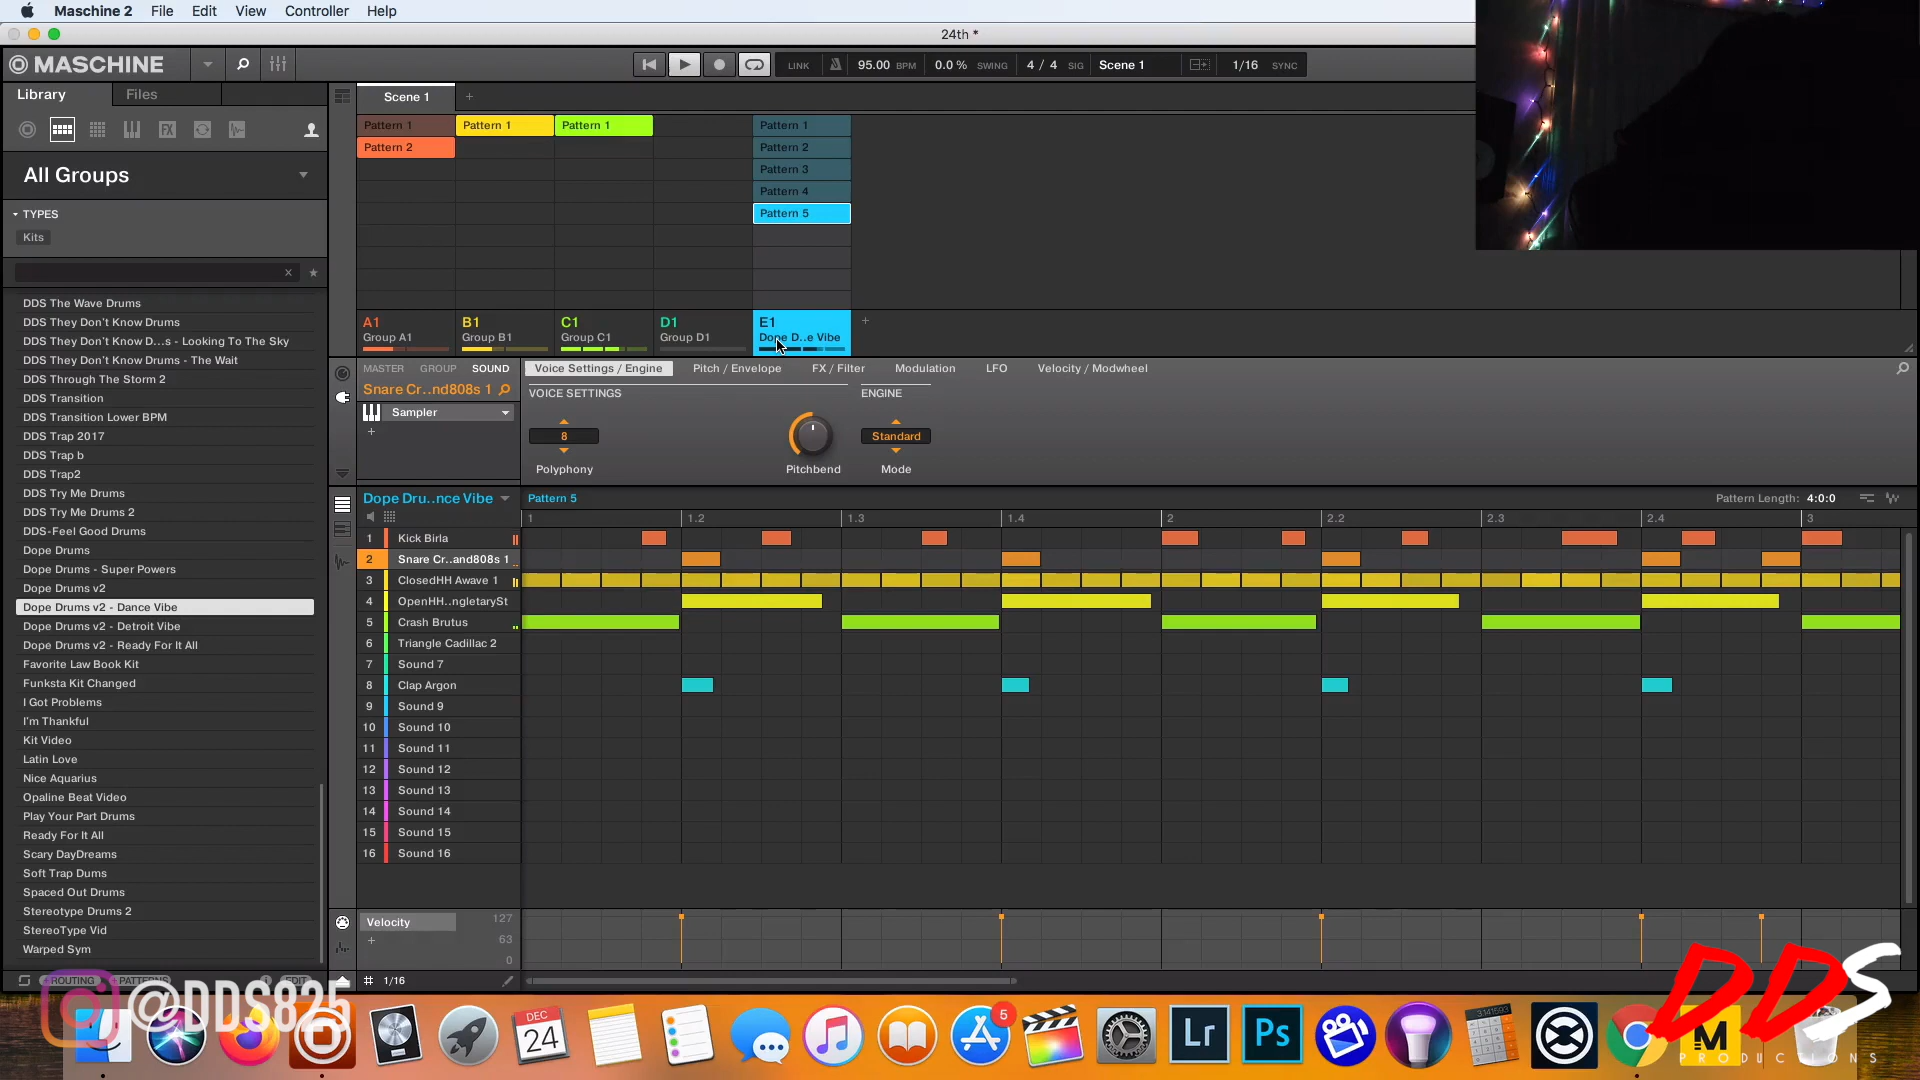 Maschine 2 File Edit View Controller Help
24th *
MASCHINE
LINK 95.00 BPM 0.0 % SWING 4 / 4 SIG Scene 1 1/16 SYNC
Library Files
Scene 1 +
Pattern 1 Pattern 1 Pattern 1 Pattern 1
Pattern 2 Pattern 2
Pattern 3
Pattern 4
Pattern 5
All Groups
TYPES
Kits
A1 B1 C1 D1 E1
Group A1 Group B1 Group C1 Group D1 Dope D..e Vibe
DDS The Wave Drums
DDS They Don't Know Drums
DDS They Don't Know D...s - Looking To The Sky
DDS They Don't Know Drums - The Wait
DDS Through The Storm 2
DDS Transition
DDS Transition Lower BPM
DDS Trap 2017
DDS Trap b
DDS Trap2
DDS Try Me Drums
DDS Try Me Drums 2
DDS-Feel Good Drums
Dope Drums
Dope Drums - Super Powers
Dope Drums v2
Dope Drums v2 - Dance Vibe
Dope Drums v2 - Detroit Vibe
Dope Drums v2 - Ready For It All
Favorite Law Book Kit
Funksta Kit Changed
I Got Problems
I'm Thankful
Kit Video
Latin Love
Nice Aquarius
Opaline Beat Video
Play Your Part Drums
Ready For It All
Scary DayDreams
Soft Trap Dums
Spaced Out Drums
Stereotype Drums 2
StereoType Vid
Warped Sym
+ROUTING +PATTERNS EDIT
MASTER GROUP SOUND
Snare Cr..nd808s 1
Sampler
+
Voice Settings / Engine Pitch / Envelope FX / Filter Modulation LFO Velocity / Modwheel
VOICE SETTINGS ENGINE
8 Standard
Polyphony Pitchbend Mode
Dope Dru..nce Vibe Pattern 5 Pattern Length: 4:0:0
1 1.2 1.3 1.4 2 2.2 2.3 2.4 3
1 Kick Birla
2 Snare Cr..and808s 1
3 ClosedHH Awave 1
4 OpenHH..ngletarySt
5 Crash Brutus
6 Triangle Cadillac 2
7 Sound 7
8 Clap Argon
9 Sound 9
10 Sound 10
11 Sound 11
12 Sound 12
13 Sound 13
14 Sound 14
15 Sound 15
16 Sound 16
Velocity 127
+ 63
0
1/16
@DDS825
DEC
24
5
Lr
Ps
M
DDS
PRODUCTIONS